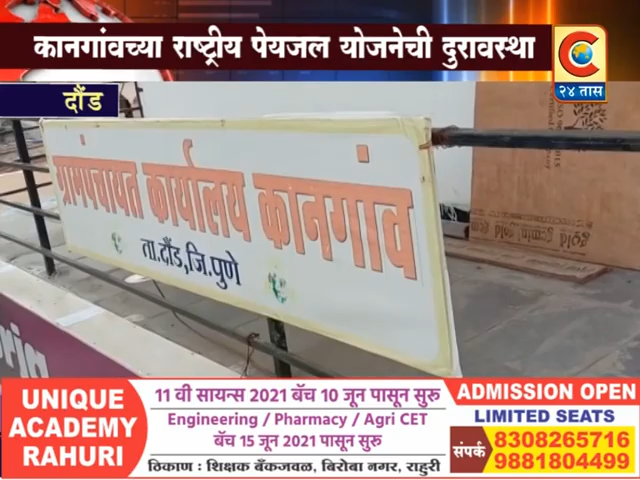 कानगांवच्या राष्ट्रीय पेयजल योजनेची दुरावस्था
C
२४ तास
दौंड
ग्रामंपचायत कार्यालय कानगांव
ता.दौंड,जि.पुणे
UNIQUE ACADEMY RAHURI
11 वी सायन्स 2021 बॅच 10 जून पासून सुरू
Engineering / Pharmacy / Agri CET
बॅच 15 जून 2021 पासून सुरू
ठिकाण : शिक्षक बँकजवळ, बिरोबा नगर, राहुरी
ADMISSION OPEN
LIMITED SEATS
संपर्क
8308265716
9881804499